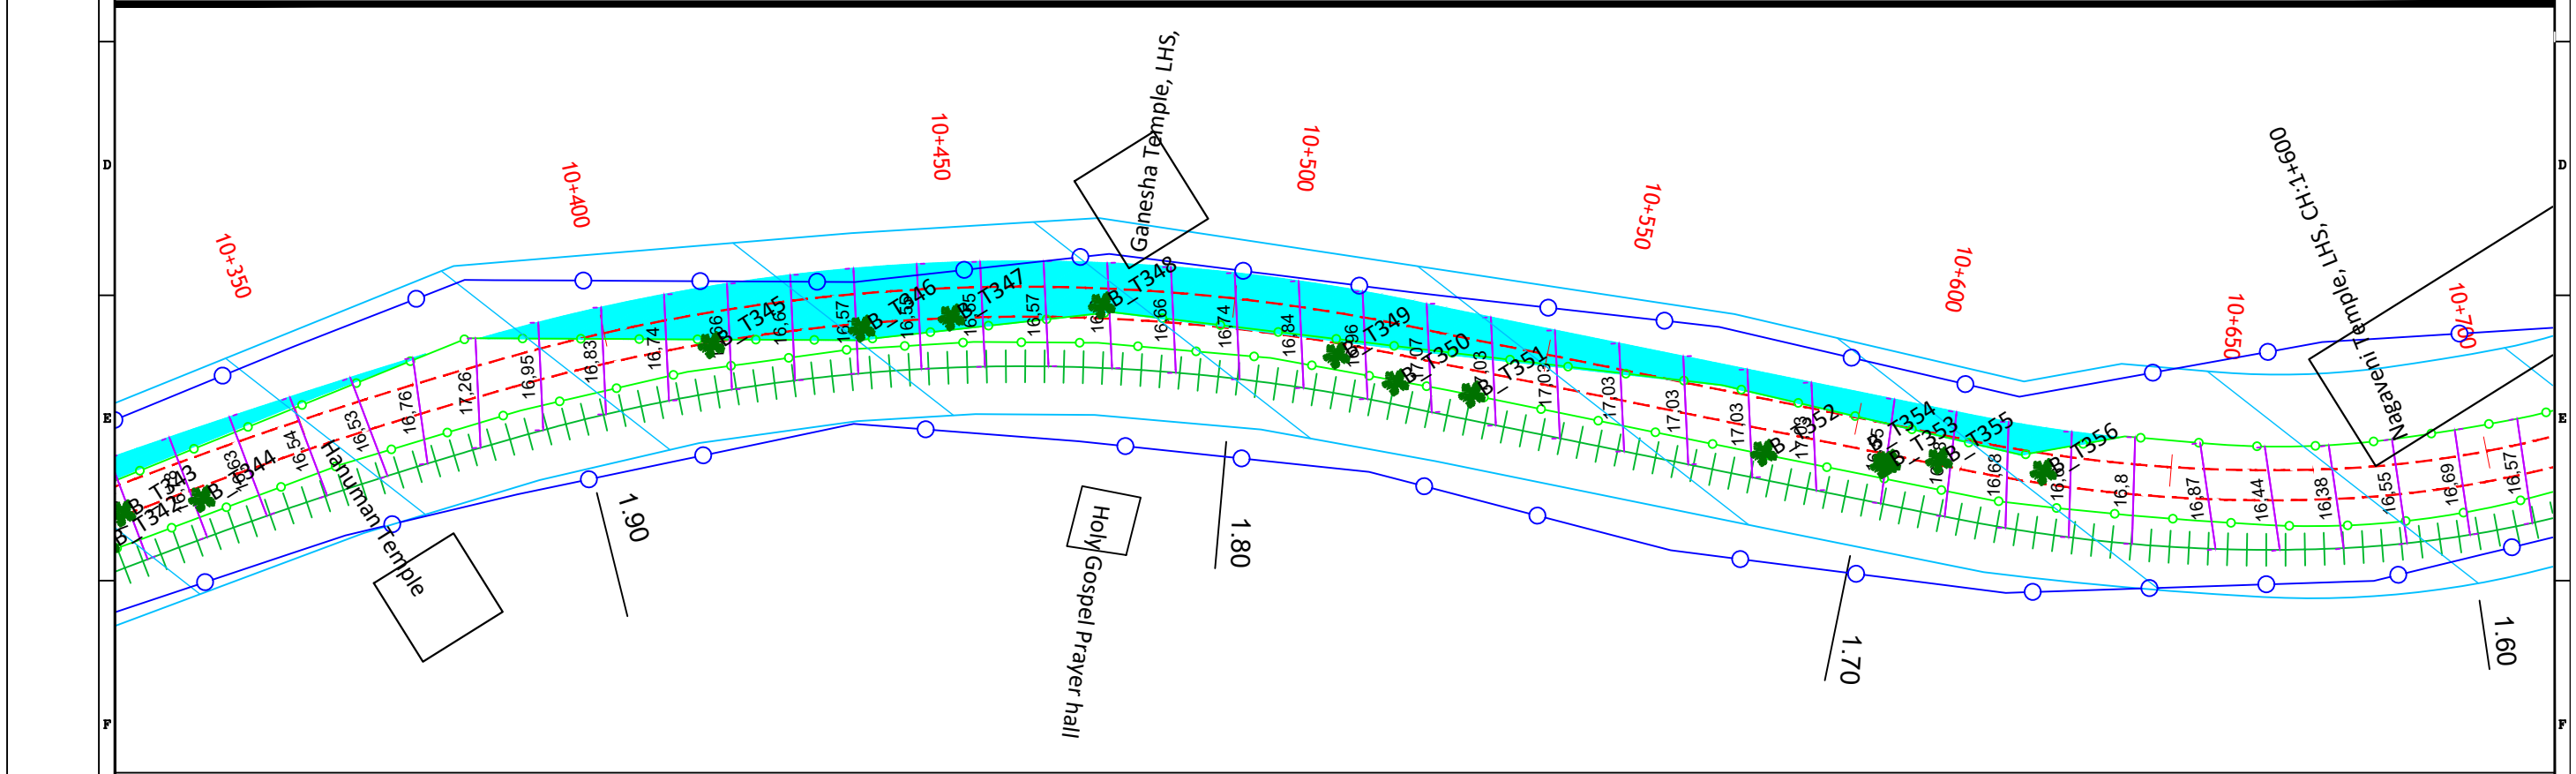 D
D
E
E
F
F
10+350
10+400
10+450
10+500
10+550
10+600
10+650
10+700
Ganesha Temple, LHS,
Nagaveni Temple, LHS, CH:1+600
Hanuman Temple
Holy Gospel Prayer hall
1.90
1.80
1.70
1.60
B_T342
B_T343
B_T344
B_T345
B_T346
B_T347
B_T348
B_T349
B_T350
B_T351
B_T352
B_T354
B_T353
B_T355
B_T356
16,54
16,53
16,76
17,26
16,95
16,83
16,74
16,57
16,57
16,66
16,74
16,84
17,03
17,03
17,03
17,03
16,68
16,8
16,87
16,44
16,38
16,55
16,69
16,57